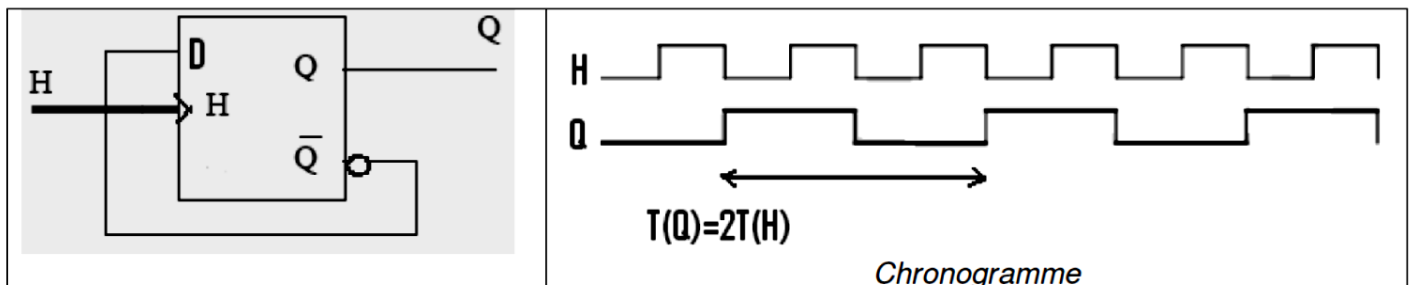 H
D
H
Q
Q̅
Q
H
Q
T(Q)=2T(H)
Chronogramme